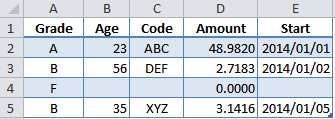 A B C D E
1 Grade Age Code Amount Start
2 A 23 ABC 48.9820 2014/01/01
3 B 56 DEF 2.7183 2014/01/02
4 F 0.0000
5 B 35 XYZ 3.1416 2014/01/05